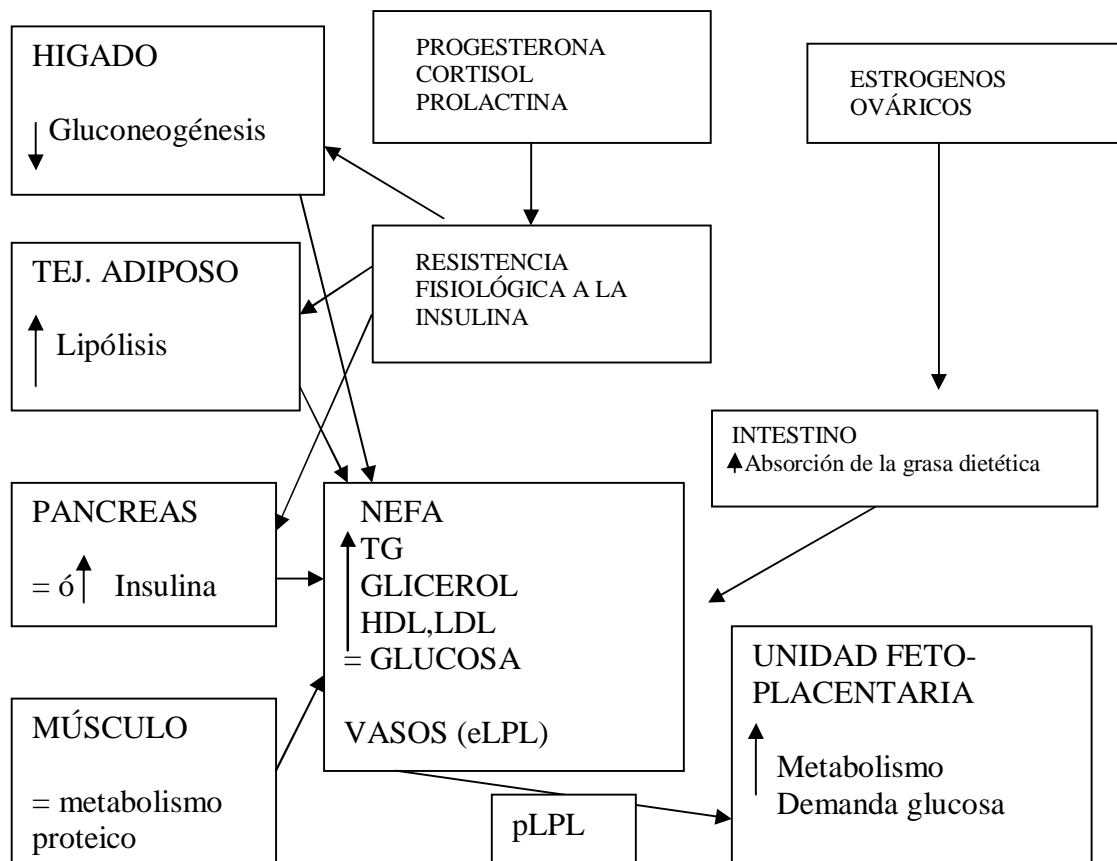 HIGADO
Gluconeogénesis
PROGESTERONA
CORTISOL
PROLACTINA
ESTROGENOS
OVÁRICOS
TEJ. ADIPOSO
Lipólisis
RESISTENCIA
FISIOLÓGICA A LA
INSULINA
INTESTINO
Absorción de la grasa dietética
PANCREAS
= ó Insulina
NEFA
TG
GLICEROL
HDL,LDL
= GLUCOSA
VASOS (eLPL)
UNIDAD FETO-
PLACENTARIA
Metabolismo
Demanda glucosa
MÚSCULO
= metabolismo
proteico
pLPL